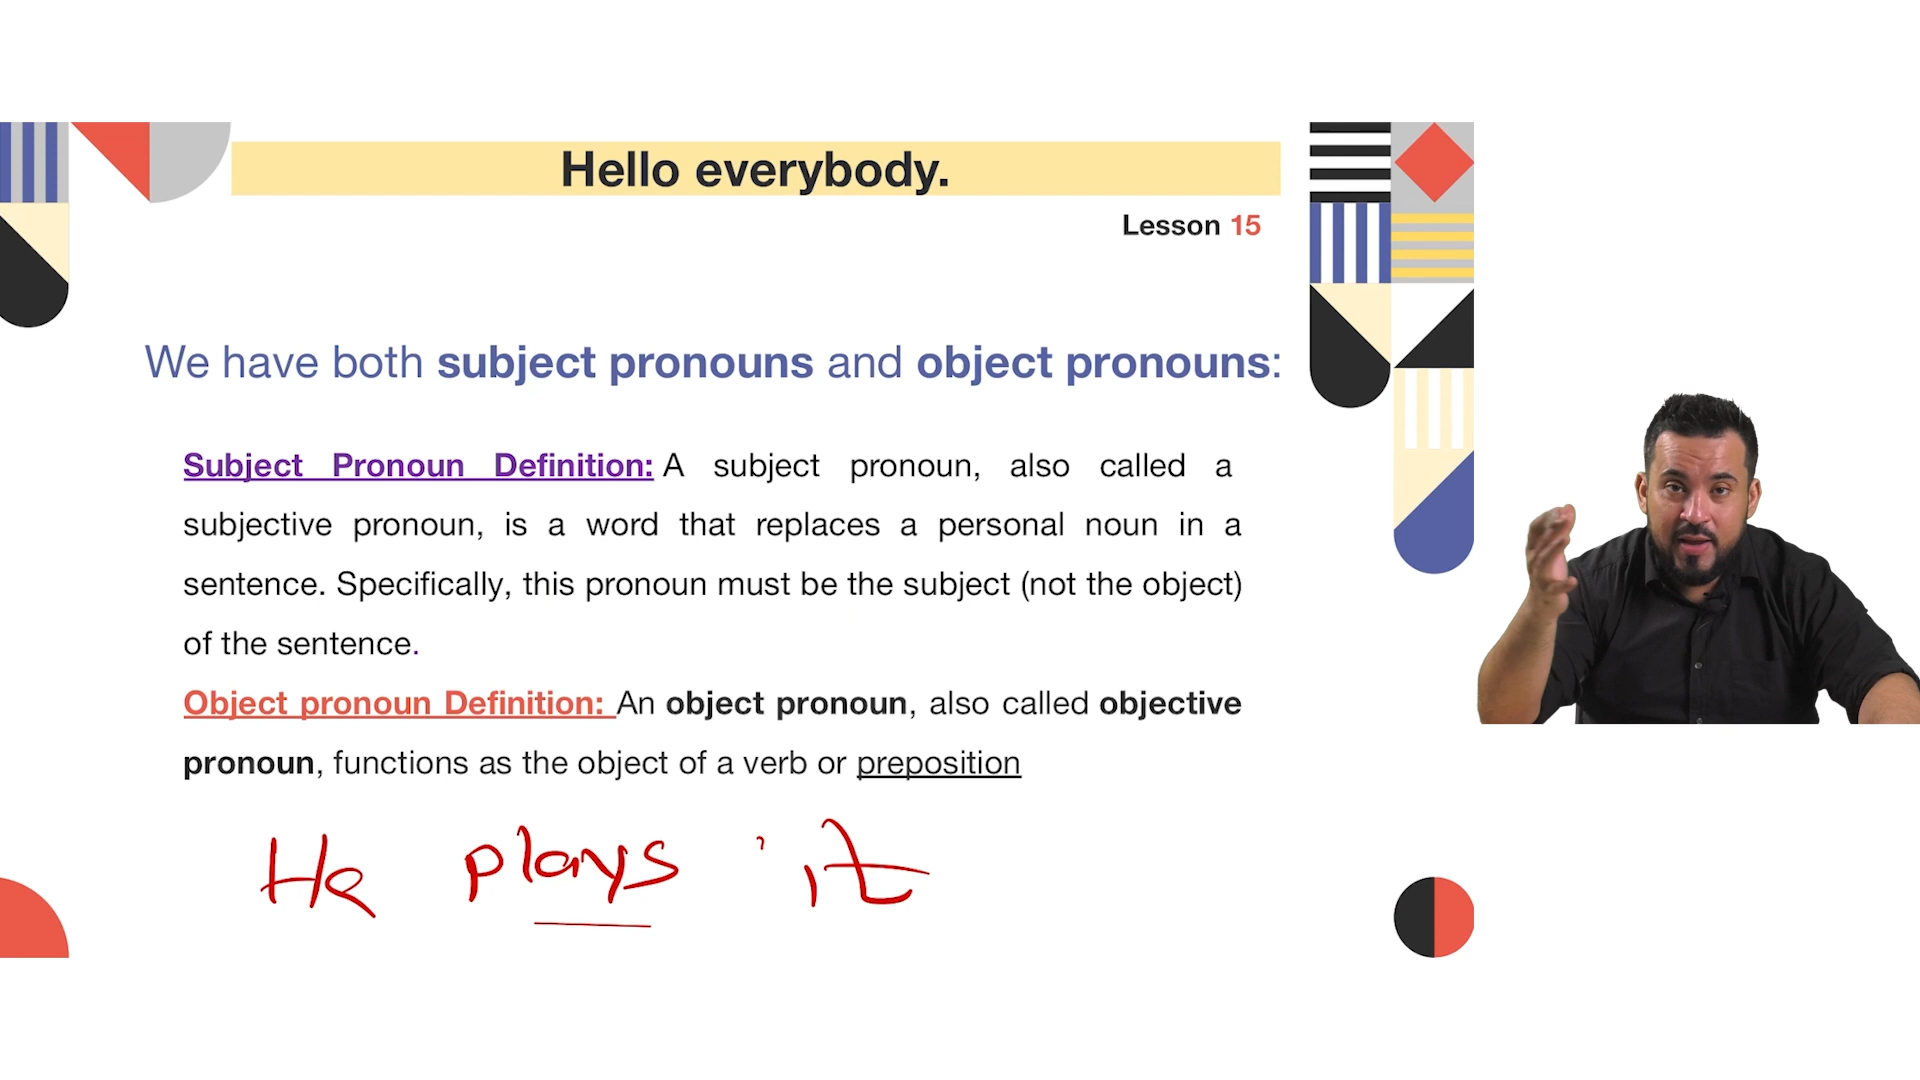 Hello everybody.
Lesson 15
We have both subject pronouns and object pronouns:
Subject Pronoun Definition: A subject pronoun, also called a
subjective pronoun, is a word that replaces a personal noun in a
sentence. Specifically, this pronoun must be the subject (not the object)
of the sentence.
Object pronoun Definition: An object pronoun, also called objective
pronoun, functions as the object of a verb or preposition
He plays it